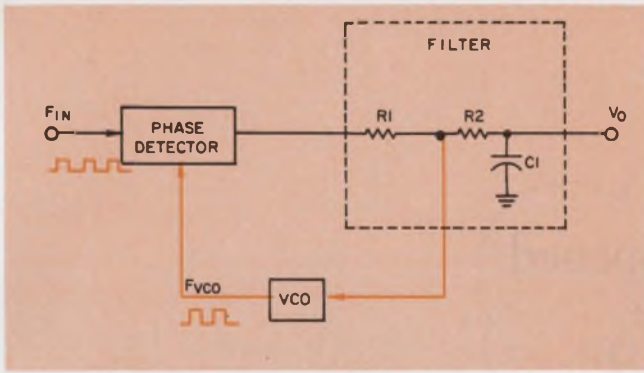 FILTER
FIN
PHASE
DETECTOR
R1
R2
VO
C1
FVCO
VCO